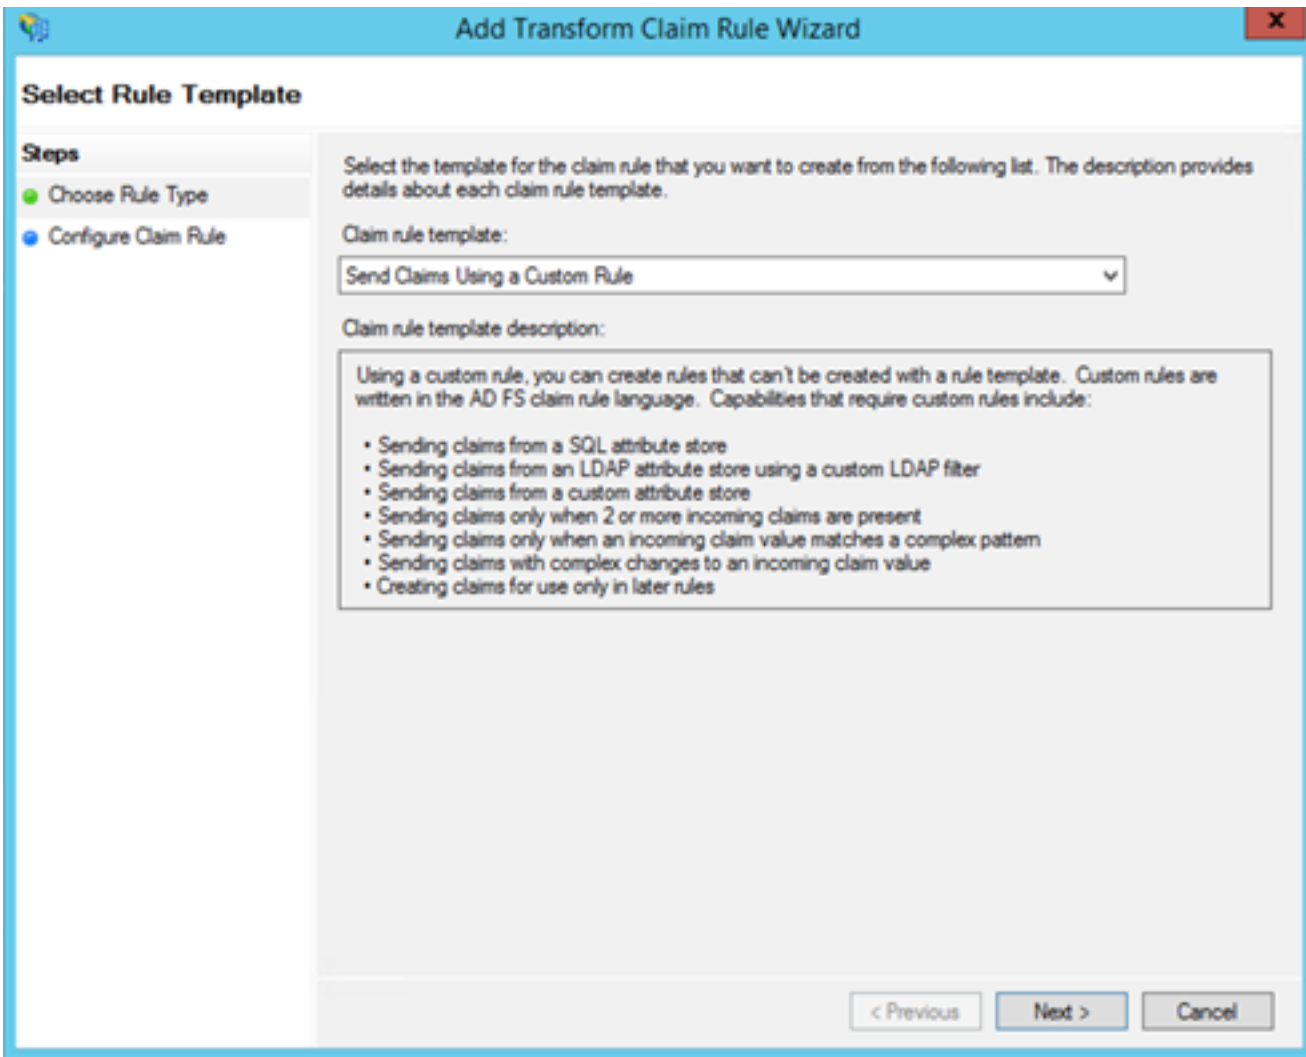 Add Transform Claim Rule Wizard
x
Select Rule Template
Steps
Choose Rule Type
Configure Claim Rule
Select the template for the claim rule that you want to create from the following list. The description provides
details about each claim rule template.
Claim rule template:
Send Claims Using a Custom Rule
Claim rule template description:
Using a custom rule, you can create rules that can't be created with a rule template. Custom rules are
written in the AD FS claim rule language. Capabilities that require custom rules include:
• Sending claims from a SQL attribute store
• Sending claims from an LDAP attribute store using a custom LDAP filter
• Sending claims from a custom attribute store
• Sending claims only when 2 or more incoming claims are present
• Sending claims only when an incoming claim value matches a complex pattern
• Sending claims with complex changes to an incoming claim value
• Creating claims for use only in later rules
< Previous
Next >
Cancel